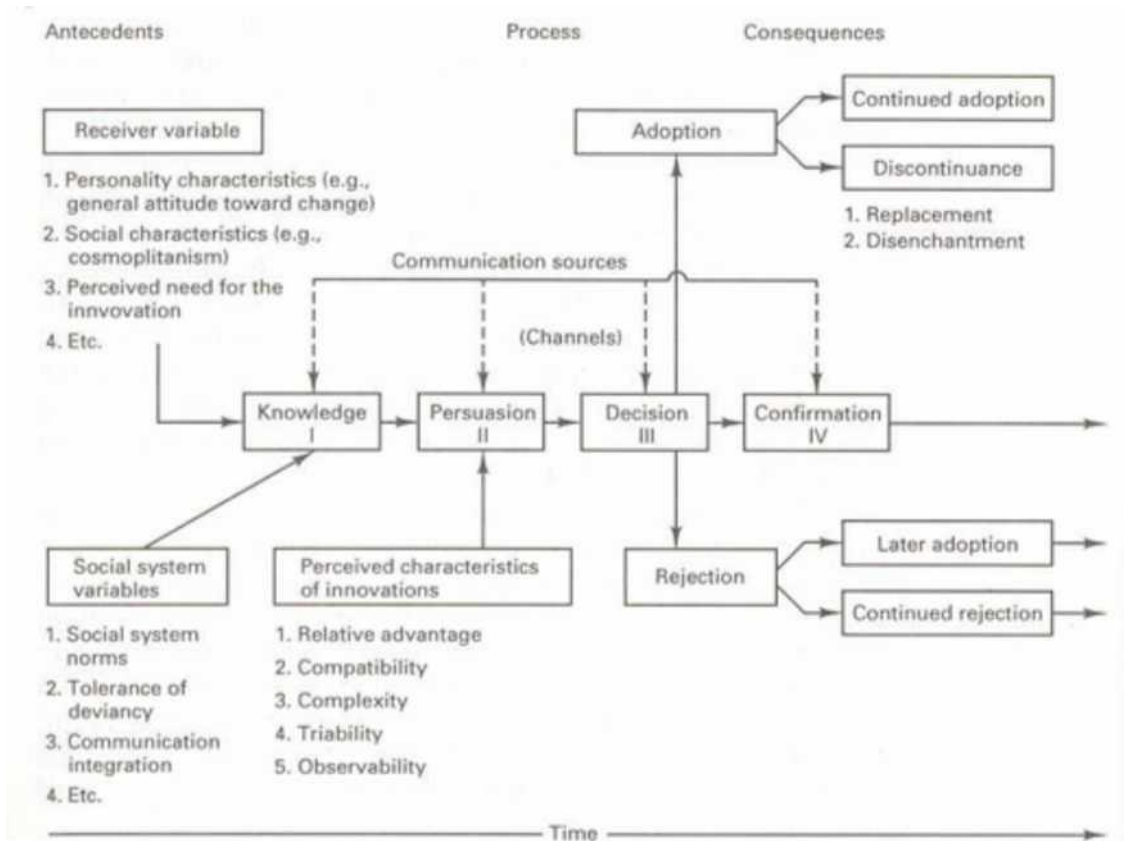 Antecedents
Process
Consequences
Receiver variable
1. Personality characteristics (e.g.,
general attitude toward change)
2. Social characteristics (e.g.,
cosmoplitanism)
3. Perceived need for the
innvovation
4. Etc.
Adoption
Continued adoption
Discontinuance
1. Replacement
2. Disenchantment
Communication sources
(Channels)
Knowledge
I
Persuasion
II
Decision
III
Confirmation
IV
Social system
variables
1. Social system
norms
2. Tolerance of
deviancy
3. Communication
integration
4. Etc.
Perceived characteristics
of innovations
1. Relative advantage
2. Compatibility
3. Complexity
4. Triability
5. Observability
Rejection
Later adoption
Continued rejection
Time